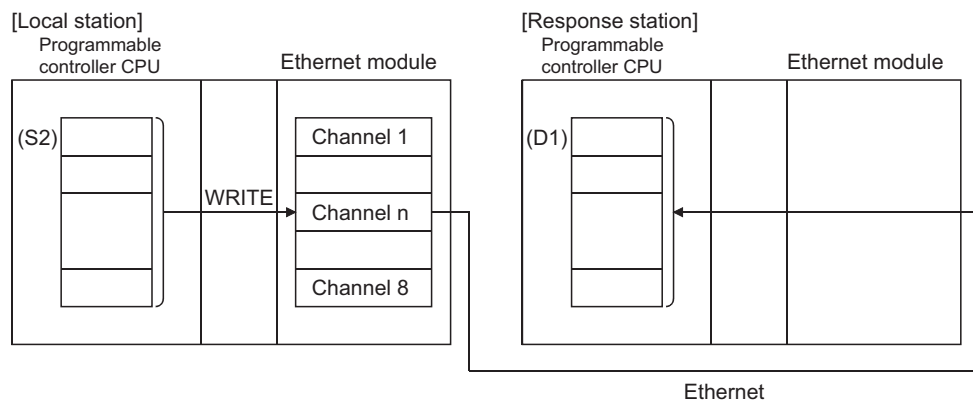 [Local station]
Programmable
controller CPU
Ethernet module
(S2)
WRITE
Channel 1
Channel n
Channel 8
[Response station]
Programmable
controller CPU
Ethernet module
(D1)
Ethernet